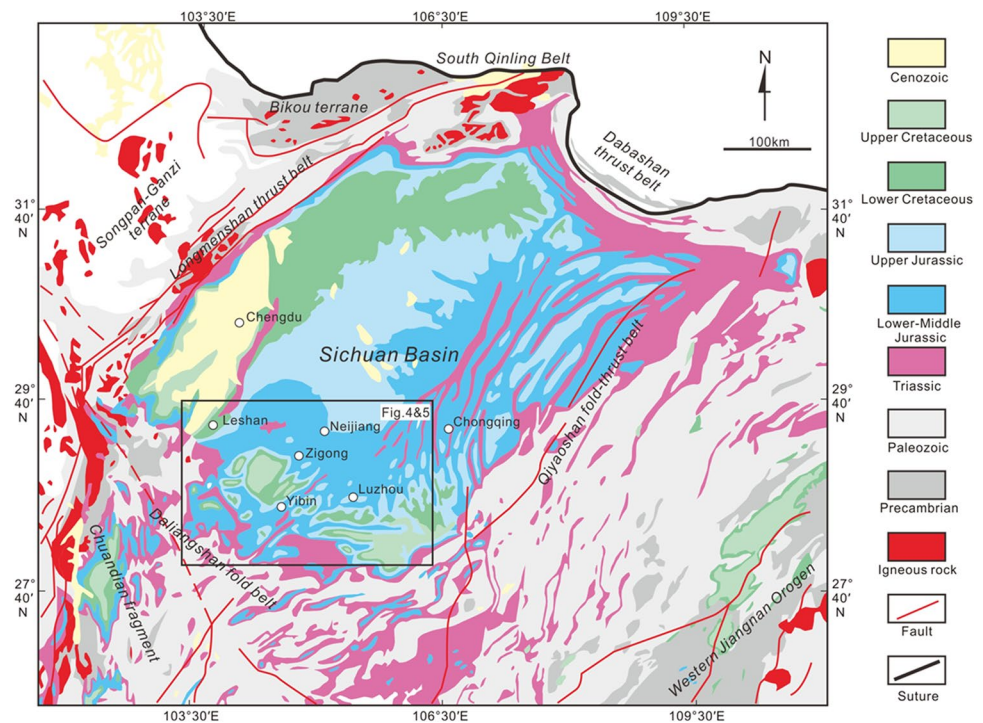 103°30′E
106°30′E
109°30′E
South Qinling Belt
Bikou terrane
N
100km
Dabashan
thrust belt
Songpan-Ganzi
terrane
Longmenshan thrust belt
31°
40′
N
31°
40′
N
Chengdu
Sichuan Basin
29°
40′
N
29°
40′
N
Fig.4&5
Leshan
Neijiang
Chongqing
Zigong
Luzhou
Yibin
Qiyaoshan fold-thrust belt
Daliangshan fold belt
Chuandian fragment
27°
40′
N
27°
40′
N
Western Jiangnan Orogen
103°30′E
106°30′E
109°30′E
Cenozoic
Upper Cretaceous
Lower Cretaceous
Upper Jurassic
Lower-Middle
Jurassic
Triassic
Paleozoic
Precambrian
Igneous rock
Fault
Suture